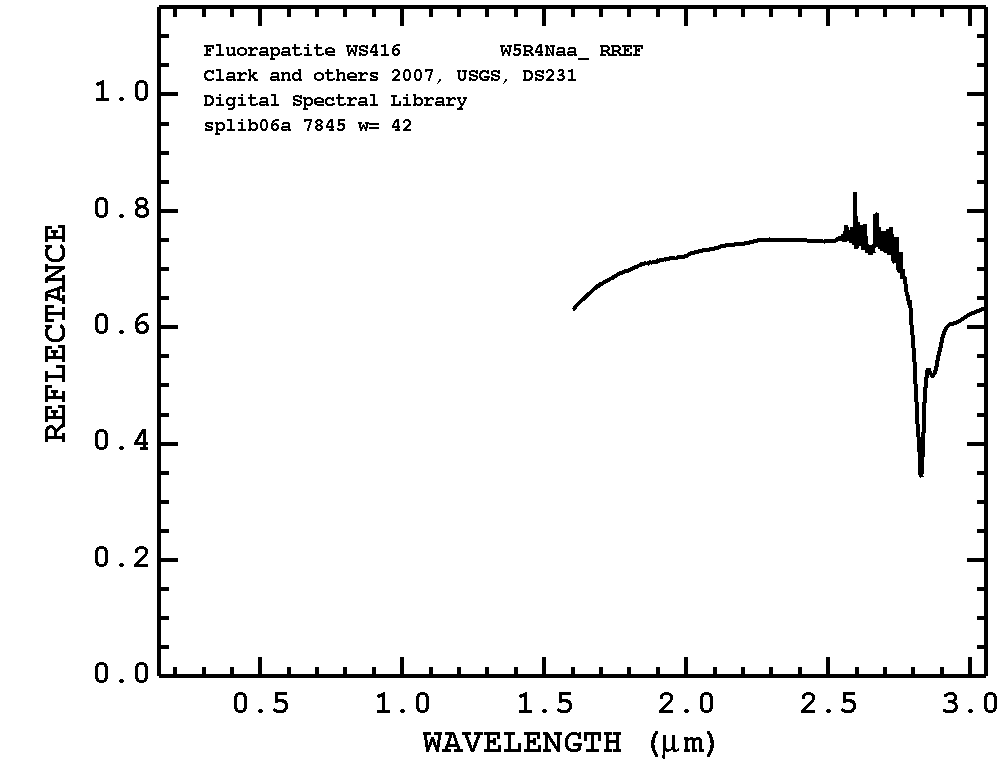 Fluorapatite WS416 W5R4Naa_ RREF
Clark and others 2007, USGS, DS231
Digital Spectral Library
splib06a 7845 w= 42
1.0
0.8
0.6
0.4
0.2
0.0
REFLECTANCE
0.5 1.0 1.5 2.0 2.5 3.0
WAVELENGTH (μm)